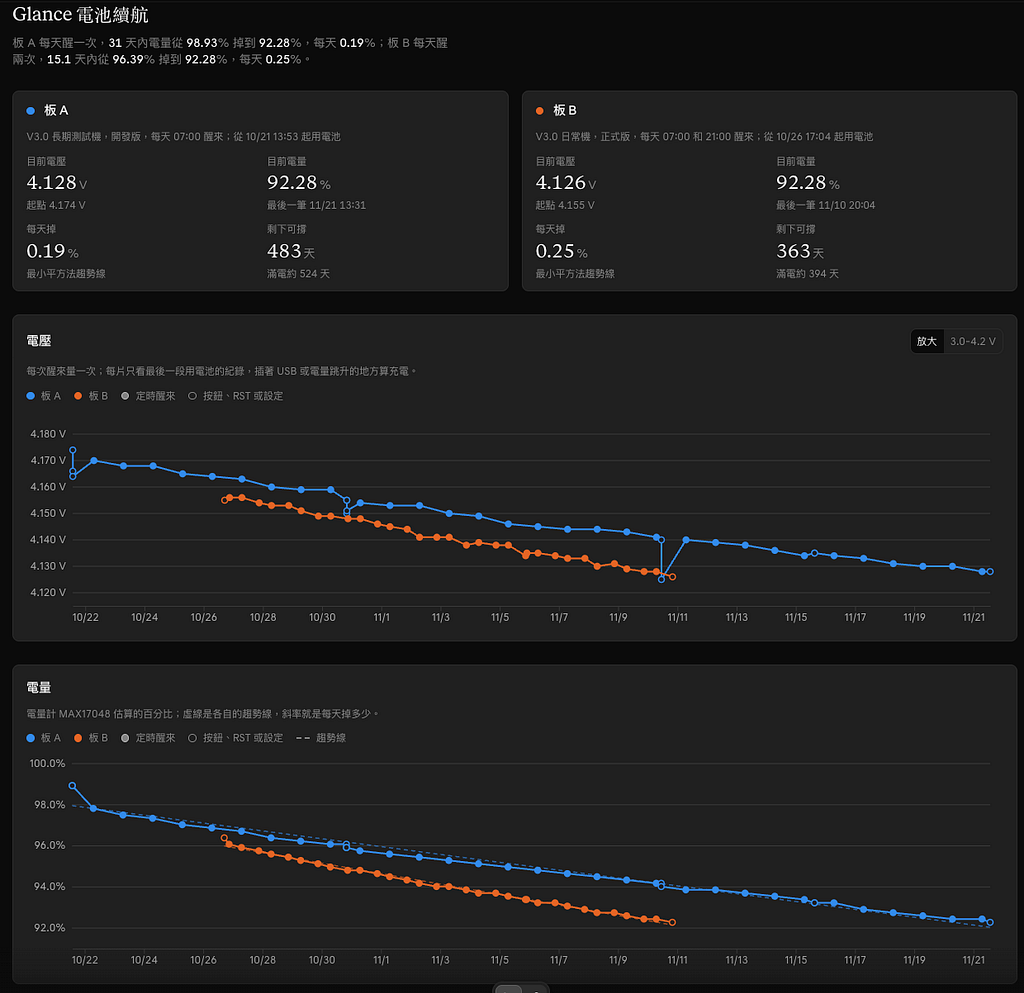 Glance 電池續航
板 A 每天醒一次，31 天內電量從 98.93% 掉到 92.28%，每天 0.19%；板 B 每天醒
兩次，15.1 天內從 96.39% 掉到 92.28%，每天 0.25%。
板 A
V3.0 長期測試機，開發版，每天 07:00 醒來；從 10/21 13:53 起用電池
目前電壓 目前電量
4.128 V 92.28 %
起點 4.174 V 最後一筆 11/21 13:31
每天掉 剩下可撐
0.19 % 483 天
最小平方法趨勢線 滿電約 524 天
板 B
V3.0 日常機，正式版，每天 07:00 和 21:00 醒來；從 10/26 17:04 起用電池
目前電壓 目前電量
4.126 V 92.28 %
起點 4.155 V 最後一筆 11/10 20:04
每天掉 剩下可撐
0.25 % 363 天
最小平方法趨勢線 滿電約 394 天
電壓
放大 3.0–4.2 V
每次醒來量一次；每片只看最後一段用電池的紀錄，插著 USB 或電量跳升的地方算充電。
板 A 板 B 定時醒來 按鈕、RST 或設定
4.180 V
4.170 V
4.160 V
4.150 V
4.140 V
4.130 V
4.120 V
10/22 10/24 10/26 10/28 10/30 11/1 11/3 11/5 11/7 11/9 11/11 11/13 11/15 11/17 11/19 11/21
電量
電量計 MAX17048 估算的百分比；虛線是各自的趨勢線，斜率就是每天掉多少。
板 A 板 B 定時醒來 按鈕、RST 或設定 趨勢線
100.0%
98.0%
96.0%
94.0%
92.0%
10/22 10/24 10/26 10/28 10/30 11/1 11/3 11/5 11/7 11/9 11/11 11/13 11/15 11/17 11/19 11/21